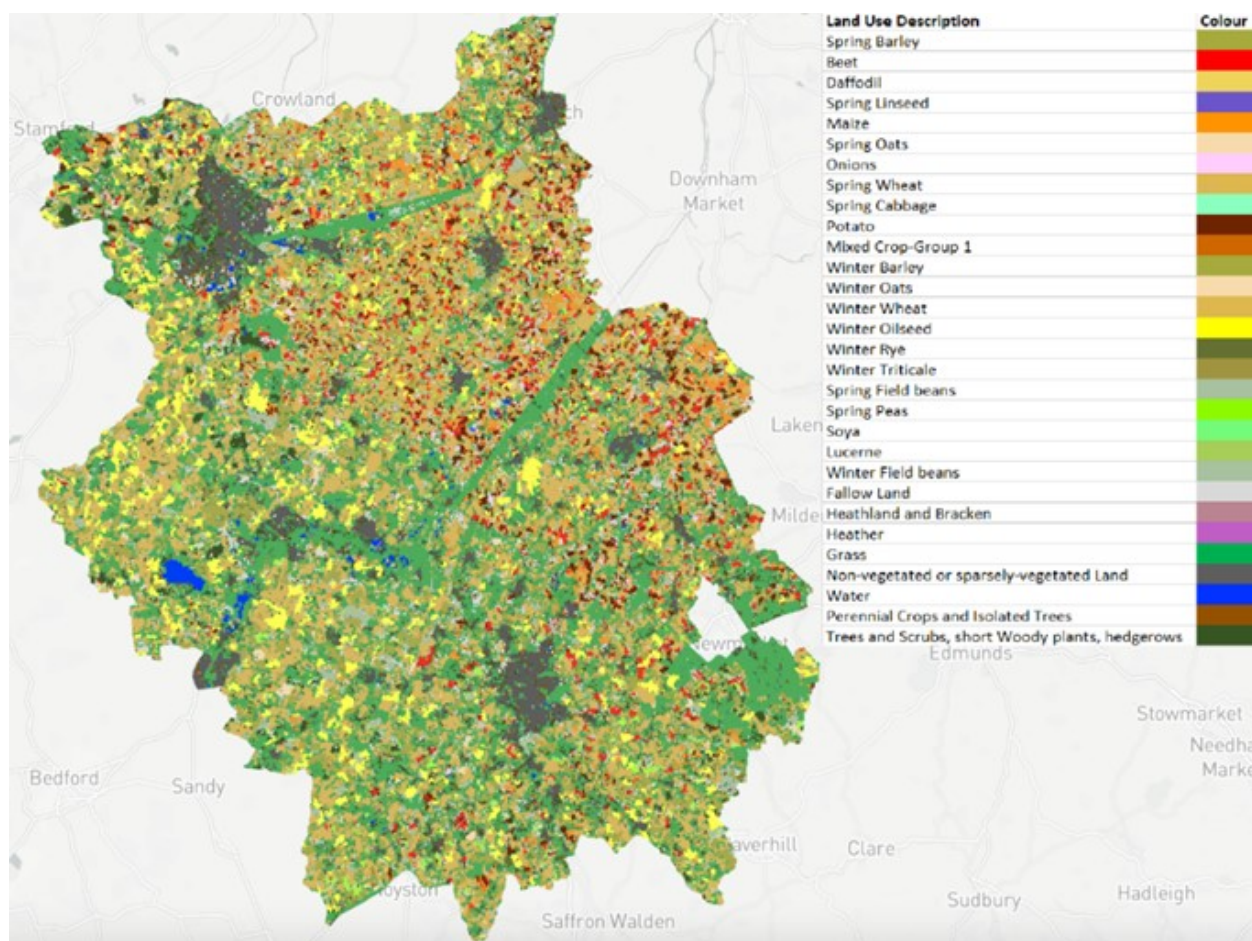 Land Use Description Colour
Spring Barley
Beet
Daffodil
Spring Linseed
Maize
Spring Oats
Onions
Spring Wheat
Spring Cabbage
Potato
Mixed Crop-Group 1
Winter Barley
Winter Oats
Winter Wheat
Winter Oilseed
Winter Rye
Winter Triticale
Spring Field beans
Spring Peas
Soya
Lucerne
Winter Field beans
Fallow Land
Heathland and Bracken
Heather
Grass
Non-vegetated or sparsely-vegetated Land
Water
Perennial Crops and Isolated Trees
Trees and Scrubs, short Woody plants, hedgerows
Crowland
Stamford
Downham
Market
Laken
Milde
Edmunds
Stowmarket
Needha
Marke
Bedford
Sandy
Clare
Sudbury
Hadleigh
Saffron Walden